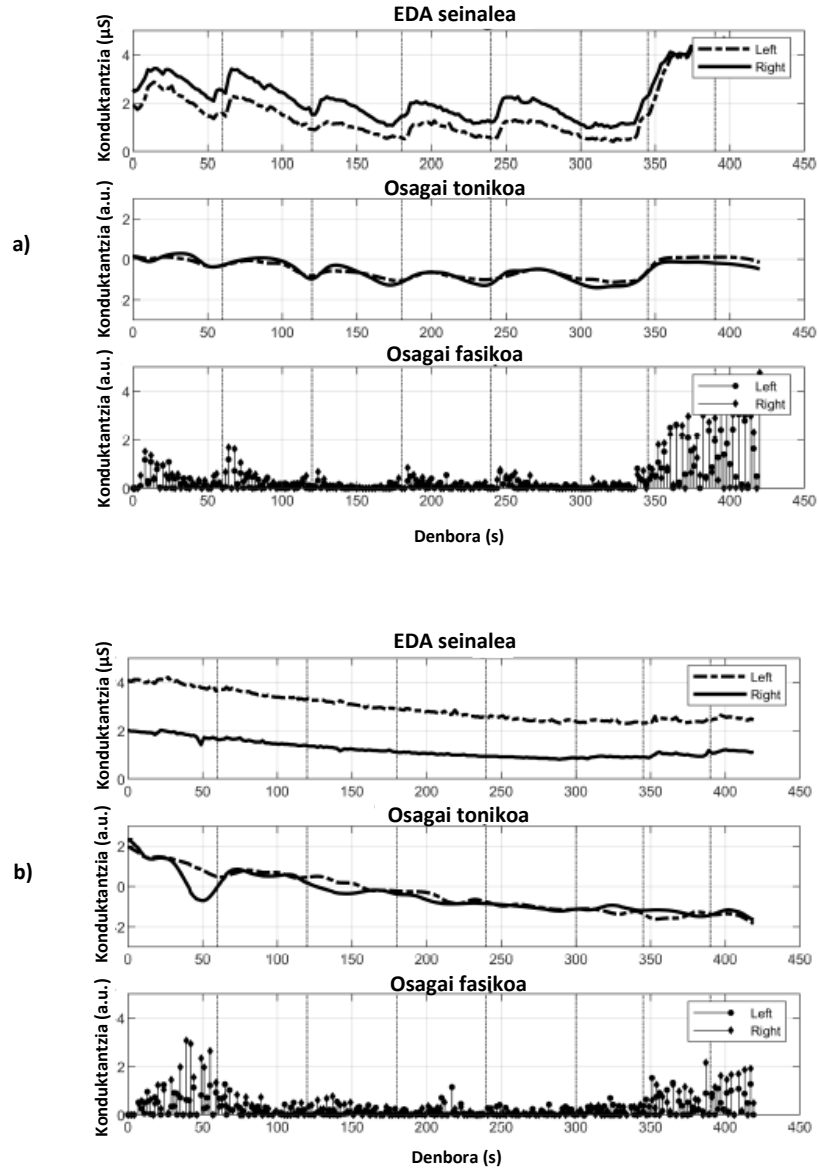 EDA seinalea
Konduktantzia (µS)
4
2
0
Left
Right
0 50 100 150 200 250 300 350 400 450
a)
Osagai tonikoa
Konduktantzia (a.u.)
2
0
2
0 50 100 150 200 250 300 350 400 450
Osagai fasikoa
Konduktantzia (a.u.)
4
2
0
Left
Right
0 50 100 150 200 250 300 350 400 450
Denbora (s)
EDA seinalea
Konduktantzia (µS)
4
2
0
Left
Right
0 50 100 150 200 250 300 350 400 450
b)
Osagai tonikoa
Konduktantzia (a.u.)
2
0
-2
0 50 100 150 200 250 300 350 400 450
Osagai fasikoa
Konduktantzia (a.u.)
4
2
0
Left
Right
0 50 100 150 200 250 300 350 400 450
Denbora (s)